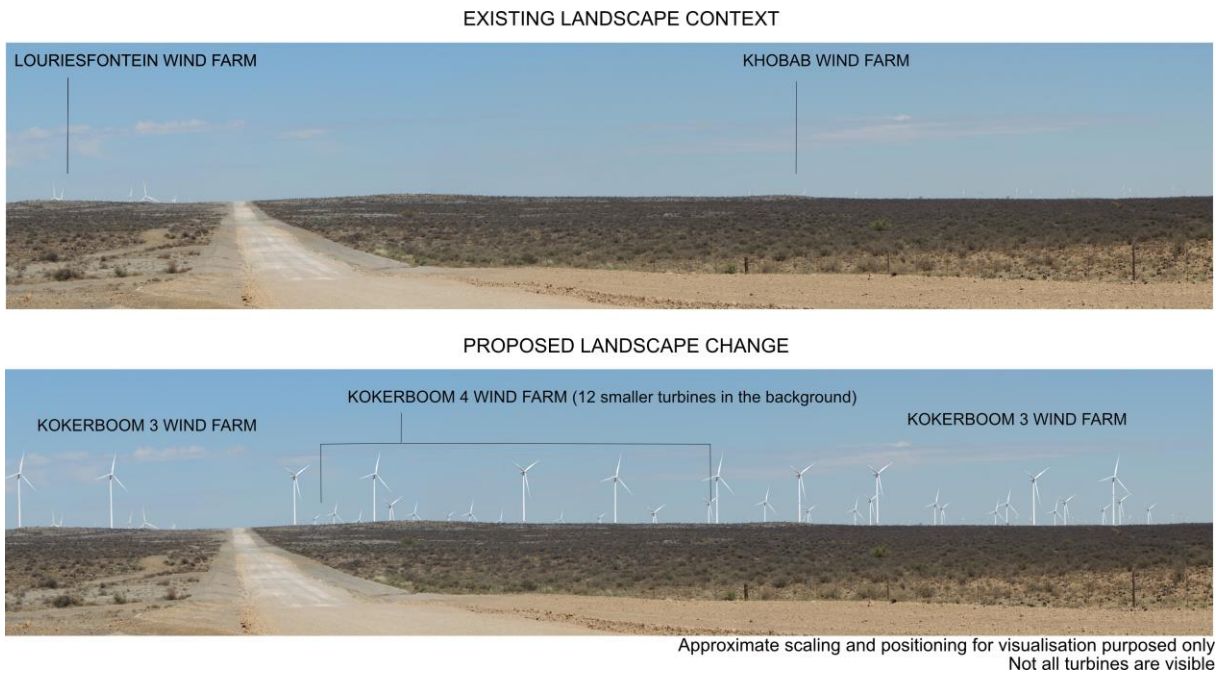 EXISTING LANDSCAPE CONTEXT
LOURIESFONTEIN WIND FARM
KHOBAB WIND FARM
PROPOSED LANDSCAPE CHANGE
KOKERBOOM 4 WIND FARM (12 smaller turbines in the background)
KOKERBOOM 3 WIND FARM
KOKERBOOM 3 WIND FARM
Approximate scaling and positioning for visualisation purposed only
Not all turbines are visible